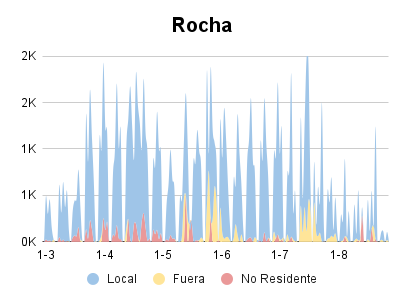 Rocha
2K
2K
1K
1K
0K
1-3 1-4 1-5 1-6 1-7 1-8
Local Fuera No Residente